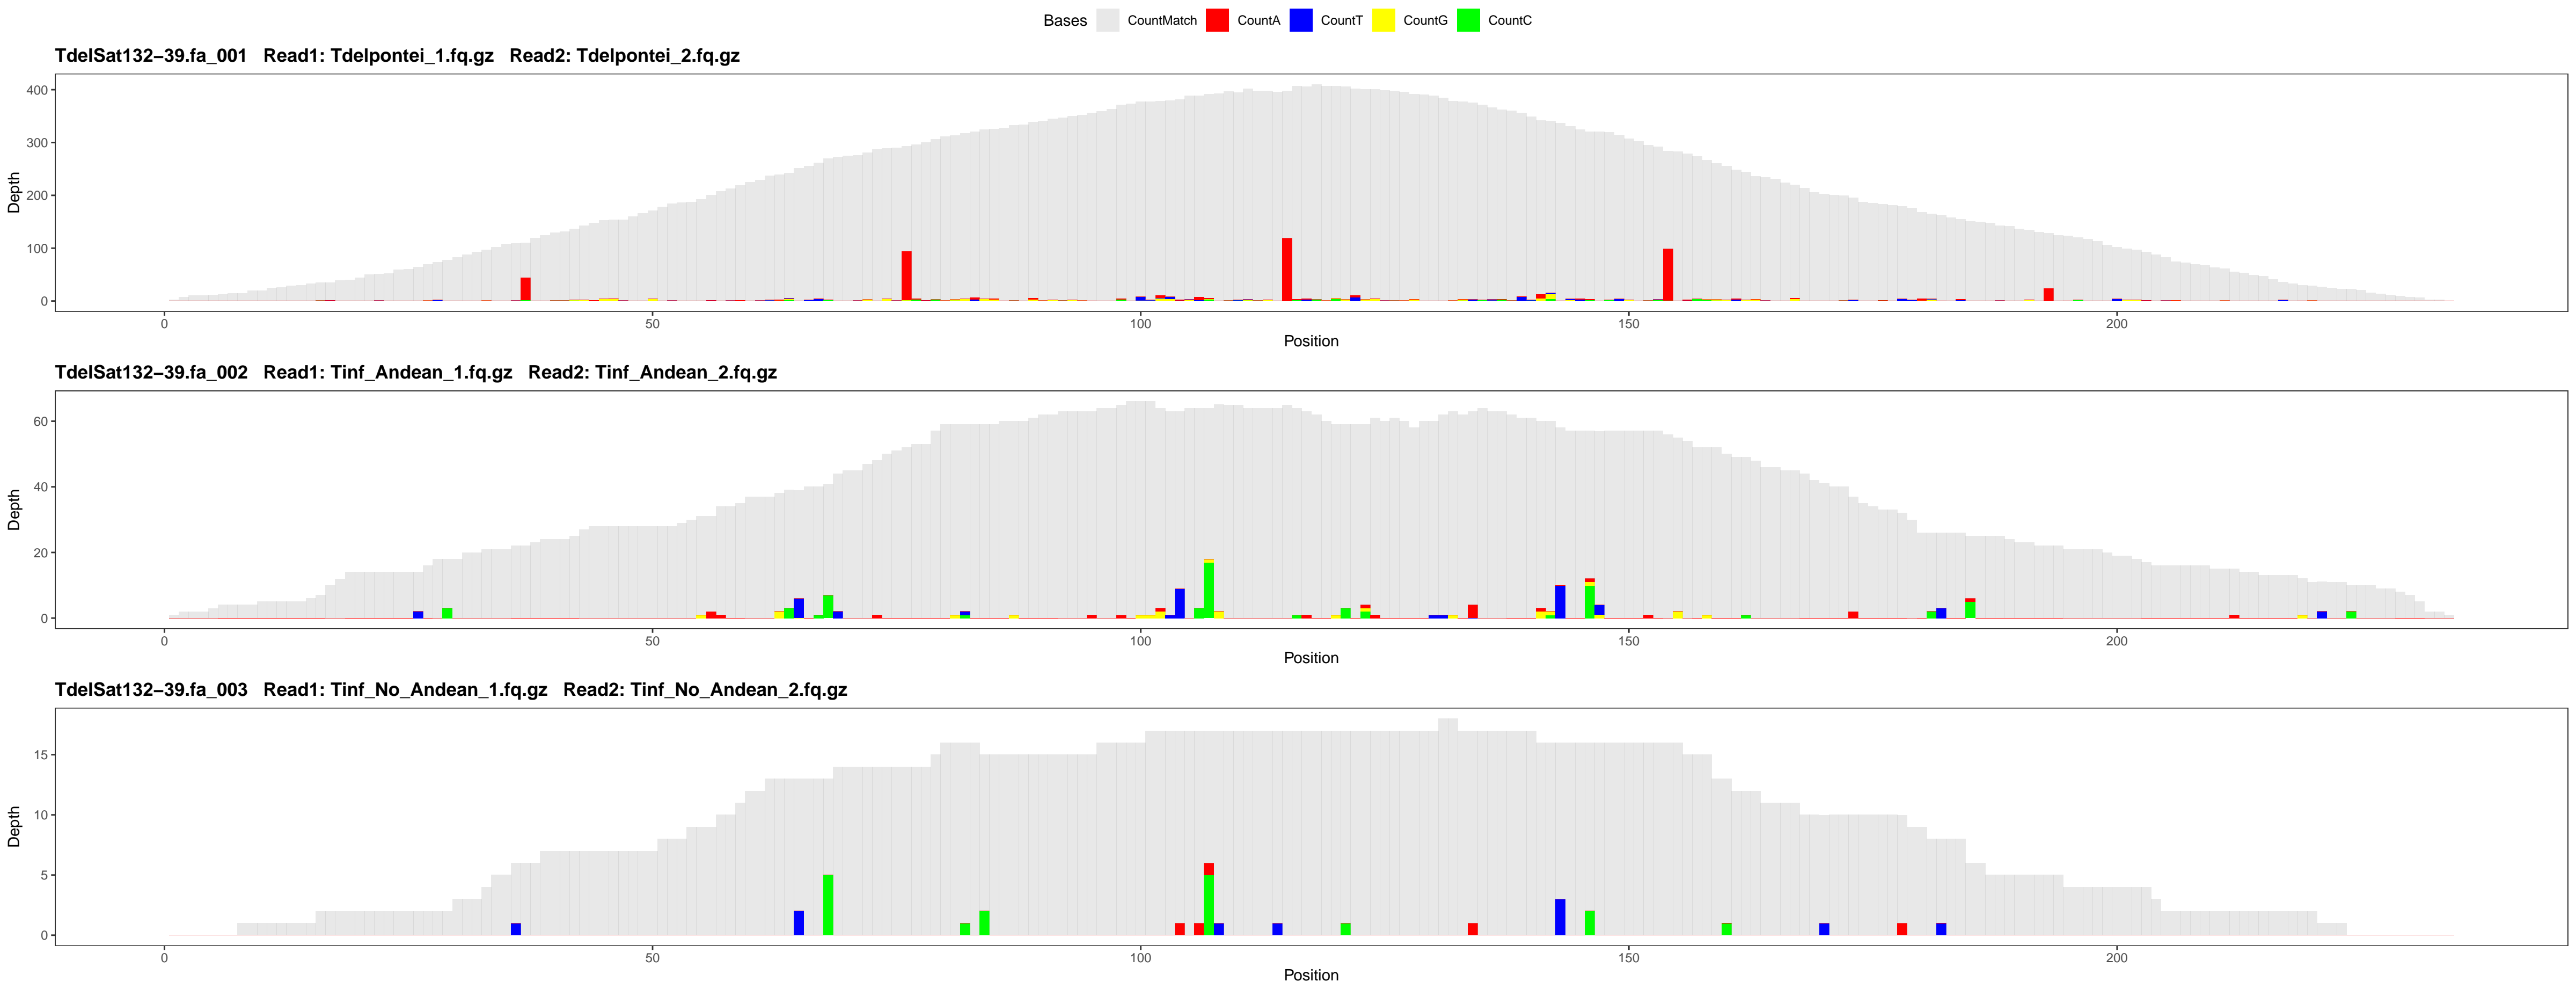 Bases CountMatch CountA CountT CountG CountC
TdelSat132−39.fa_001 Read1: Tdelpontei_1.fq.gz Read2: Tdelpontei_2.fq.gz
Depth
400
300
200
100
0
0 50 100 150 200
Position
TdelSat132−39.fa_002 Read1: Tinf_Andean_1.fq.gz Read2: Tinf_Andean_2.fq.gz
Depth
60
40
20
0
0 50 100 150 200
Position
TdelSat132−39.fa_003 Read1: Tinf_No_Andean_1.fq.gz Read2: Tinf_No_Andean_2.fq.gz
Depth
15
10
5
0
0 50 100 150 200
Position